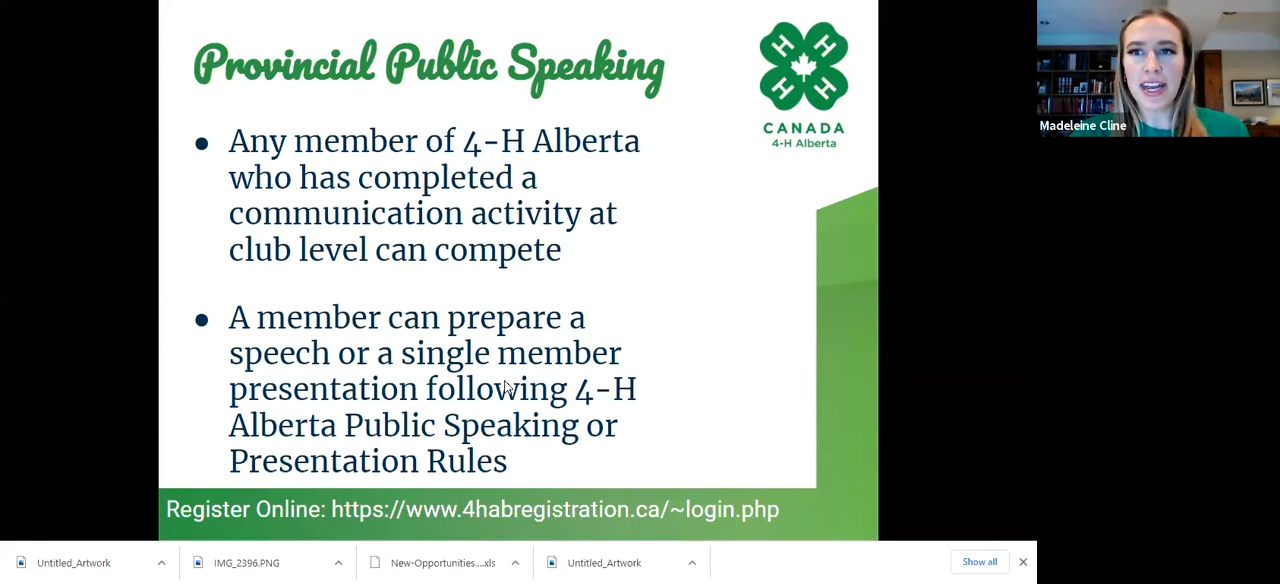 Provincial Public Speaking
H H
H H
CANADA
4-H Alberta
Madeleine Cline
● Any member of 4-H Alberta
who has completed a
communication activity at
club level can compete
● A member can prepare a
speech or a single member
presentation following 4-H
Alberta Public Speaking or
Presentation Rules
Register Online: https://www.4habregistration.ca/~login.php
Untitled_Artwork
IMG_2396.PNG
New-Opportunities....xls
Untitled_Artwork
Show all